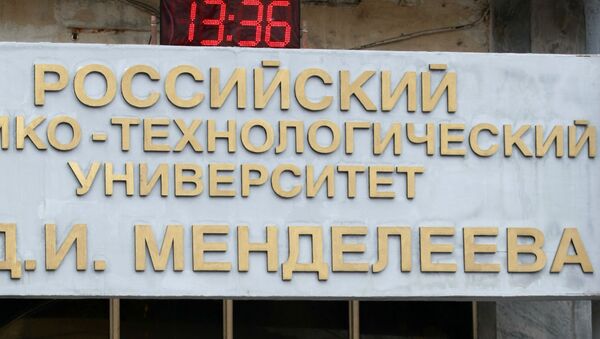 13:36
РОССИЙСКИЙ
ИКО-ТЕХНОЛОГИЧЕСКИЙ
УНИВЕРСИТЕТ
Д.И. МЕНДЕЛЕЕВА